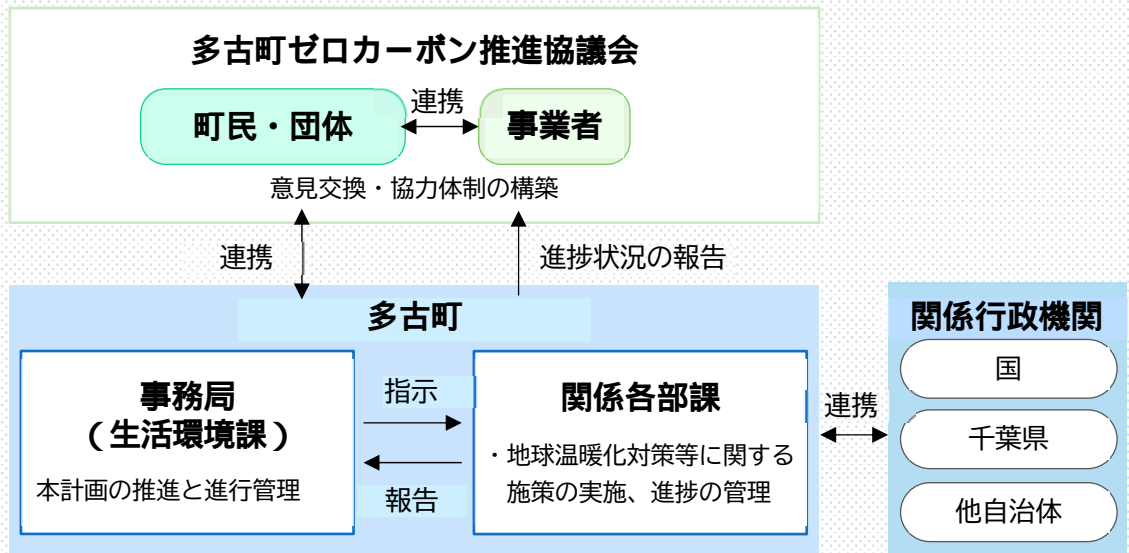 多古町ゼロカーボン推進協議会
町民・団体
連携
事業者
意見交換・協力体制の構築
連携
進捗状況の報告
多古町
事務局
（生活環境課）
本計画の推進と進行管理
指示
報告
関係各部課
・地球温暖化対策等に関する
施策の実施、進捗の管理
連携
関係行政機関
国
千葉県
他自治体